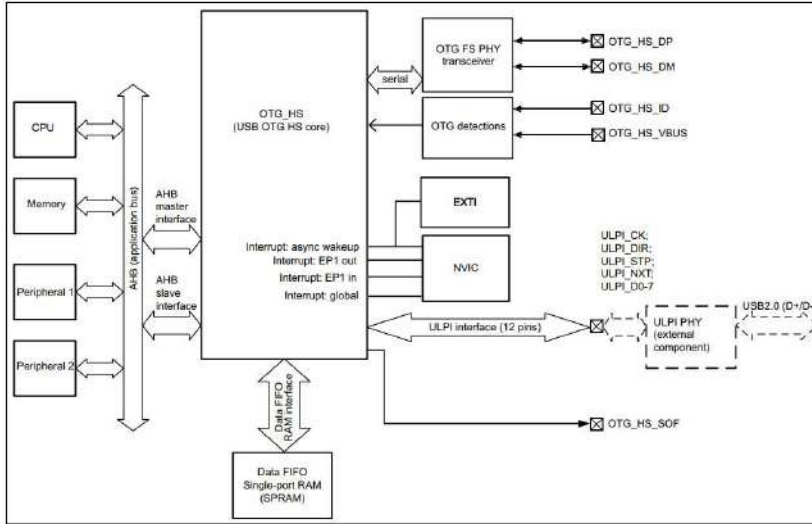 OTG FS PHY
transceiver
OTG_HS_DP
OTG_HS_DM
serial
OTG_HS
(USB OTG HS core)
OTG detections
OTG_HS_ID
OTG_HS_VBUS
CPU
Memory
Peripheral 1
Peripheral 2
AHB (application bus)
AHB
master
interface
AHB
slave
interface
EXTI
NVIC
Interrupt: async wakeup
Interrupt: EP1 out
Interrupt: EP1 in
Interrupt: global
ULPI_CK;
ULPI_DIR;
ULPI_STP;
ULPI_NXT;
ULPI_D0-7
ULPI interface (12 pins)
ULPI PHY
(external
component)
USB2.0 (D+/D-
Data FIFO
RAM interface
OTG_HS_SOF
Data FIFO
Single-port RAM
(SPRAM)